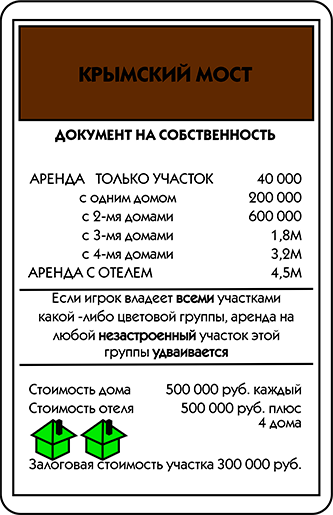 КРЫМСКИЙ МОСТ
ДОКУМЕНТ НА СОБСТВЕННОСТЬ
АРЕНДА ТОЛЬКО УЧАСТОК 40 000
с одним домом 200 000
с 2-мя домами 600 000
с 3-мя домами 1,8М
с 4-мя домами 3,2М
АРЕНДА С ОТЕЛЕМ 4,5М
Если игрок владеет всеми участками
какой -либо цветовой группы, аренда на
любой незастроенный участок этой
группы удваивается
Стоимость дома 500 000 руб. каждый
Стоимость отеля 500 000 руб. плюс
4 дома
Залоговая стоимость участка 300 000 руб.